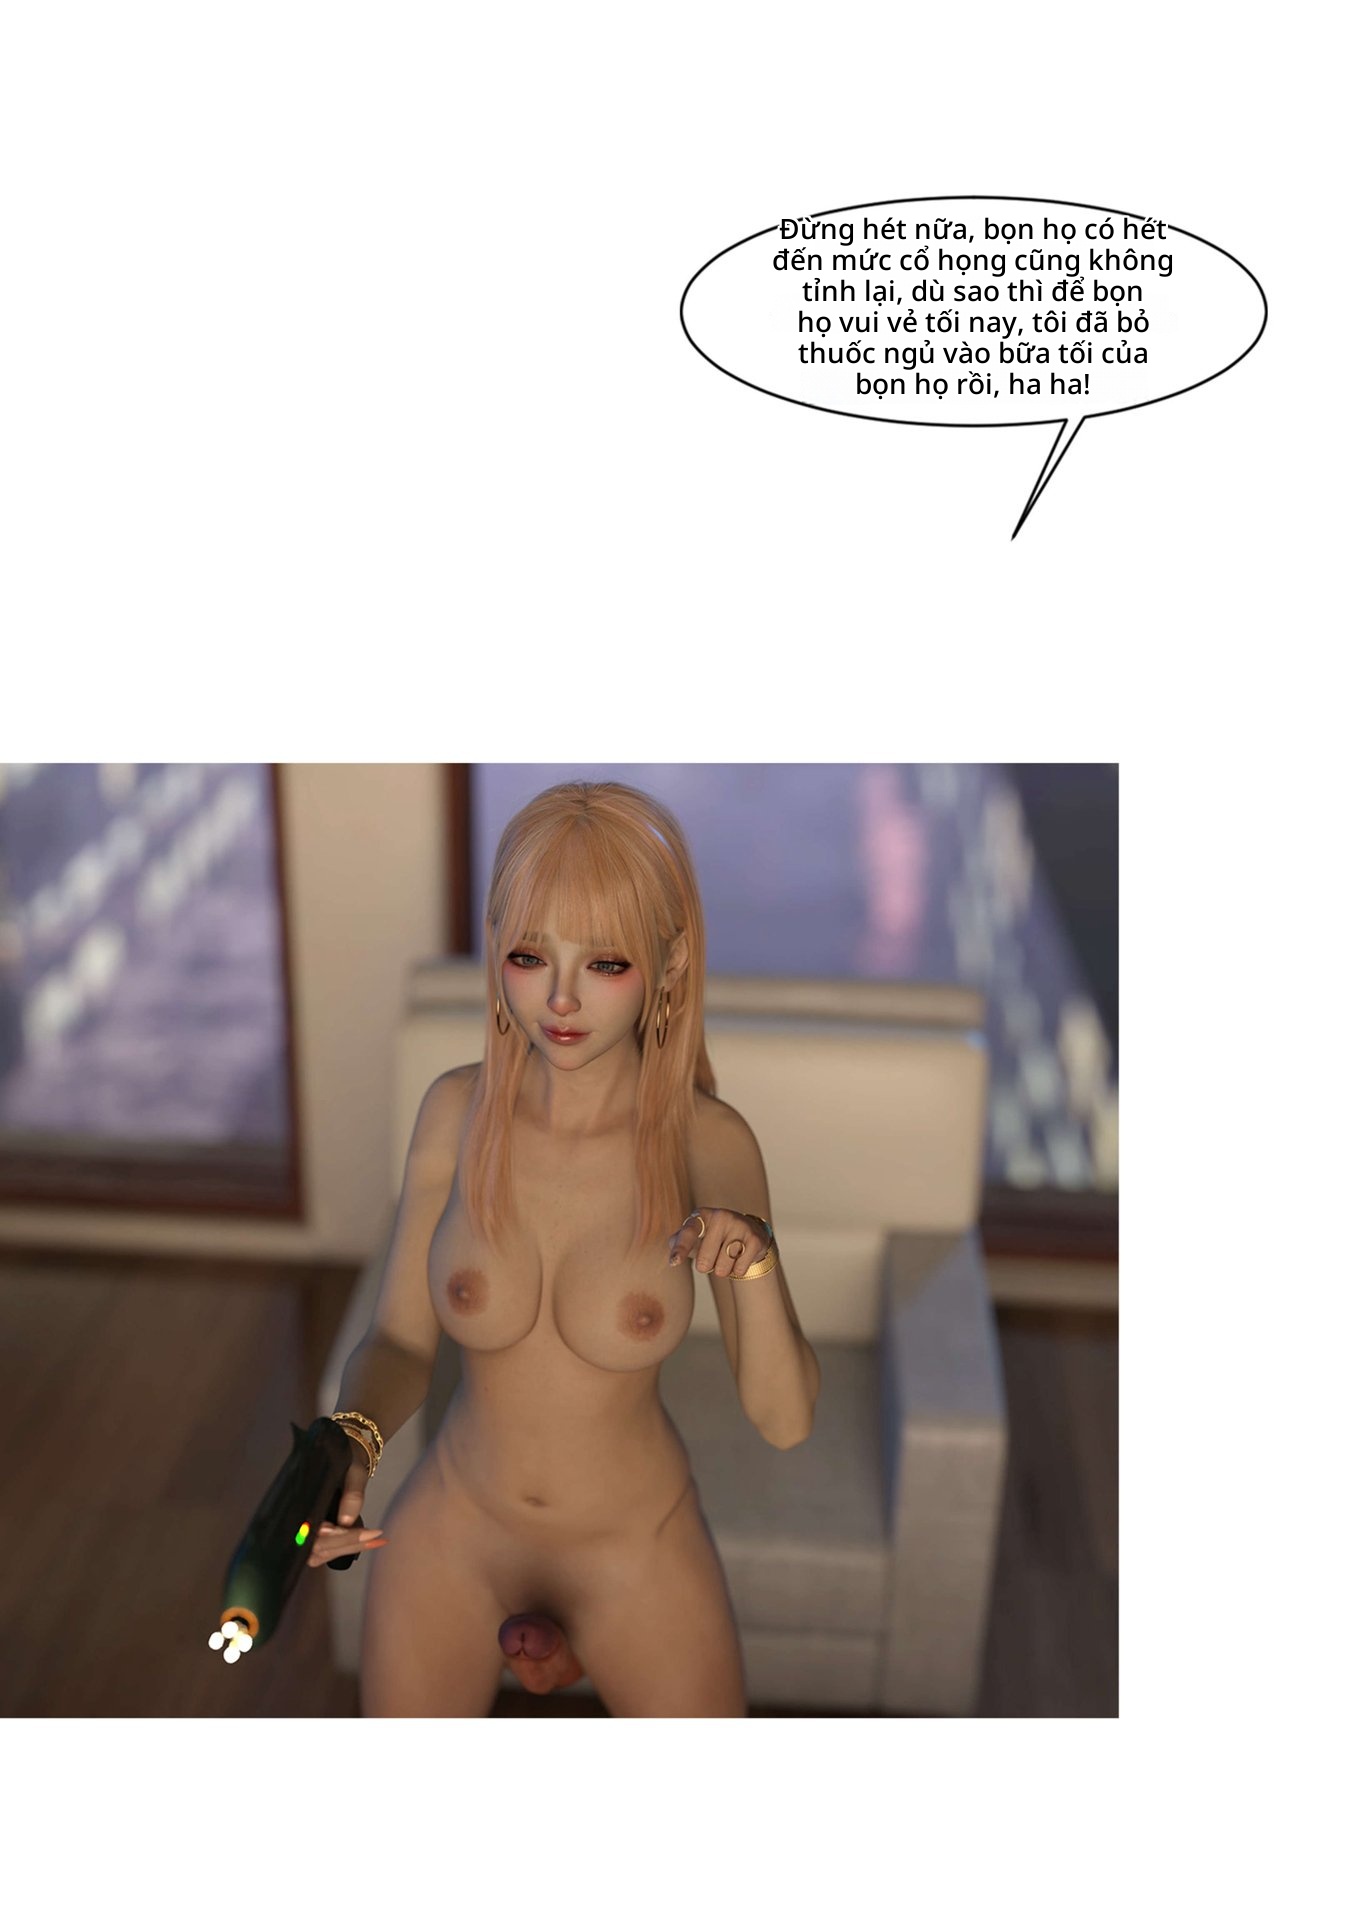 Đừng hét nữa, bọn họ có hét
đến mức cổ họng cũng không
tỉnh lại, dù sao thì để bọn
họ vui vẻ tối nay, tôi đã bỏ
thuốc ngủ vào bữa tối của
bọn họ rồi, ha ha!